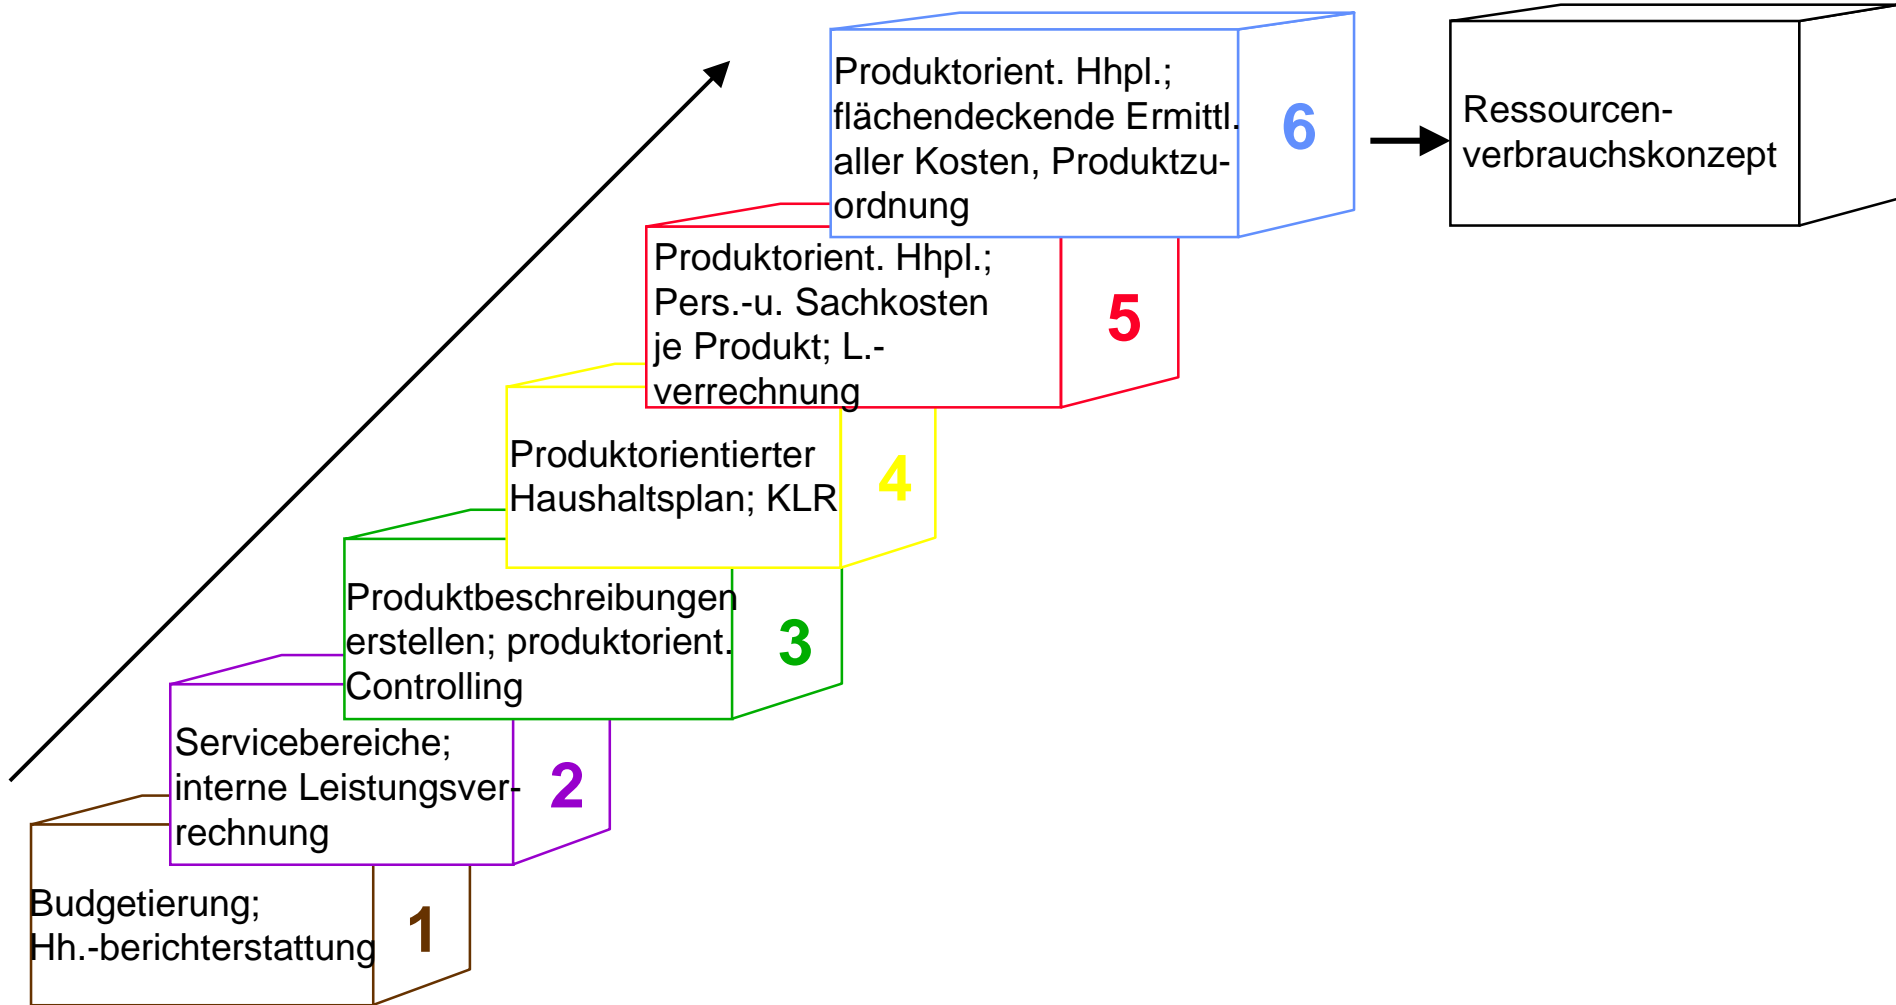 Produktorient. Hhpl.;
flächendeckende Ermittl.
aller Kosten, Produktzu-
ordnung
6
Ressourcen-
verbrauchskonzept
Produktorient. Hhpl.;
Pers.-u. Sachkosten
je Produkt; L.-
verrechnung
5
Produktorientierter
Haushaltsplan; KLR
4
Produktbeschreibungen
erstellen; produktorient.
Controlling
3
Servicebereiche;
interne Leistungsver-
rechnung
2
Budgetierung;
Hh.-berichterstattung
1